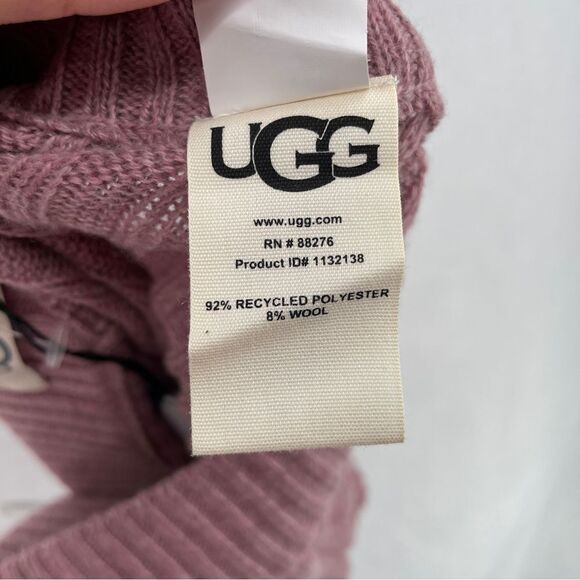 UGG
www.ugg.com
RN # 88276
Product ID# 1132138
92% RECYCLED POLYESTER
8% WOOL